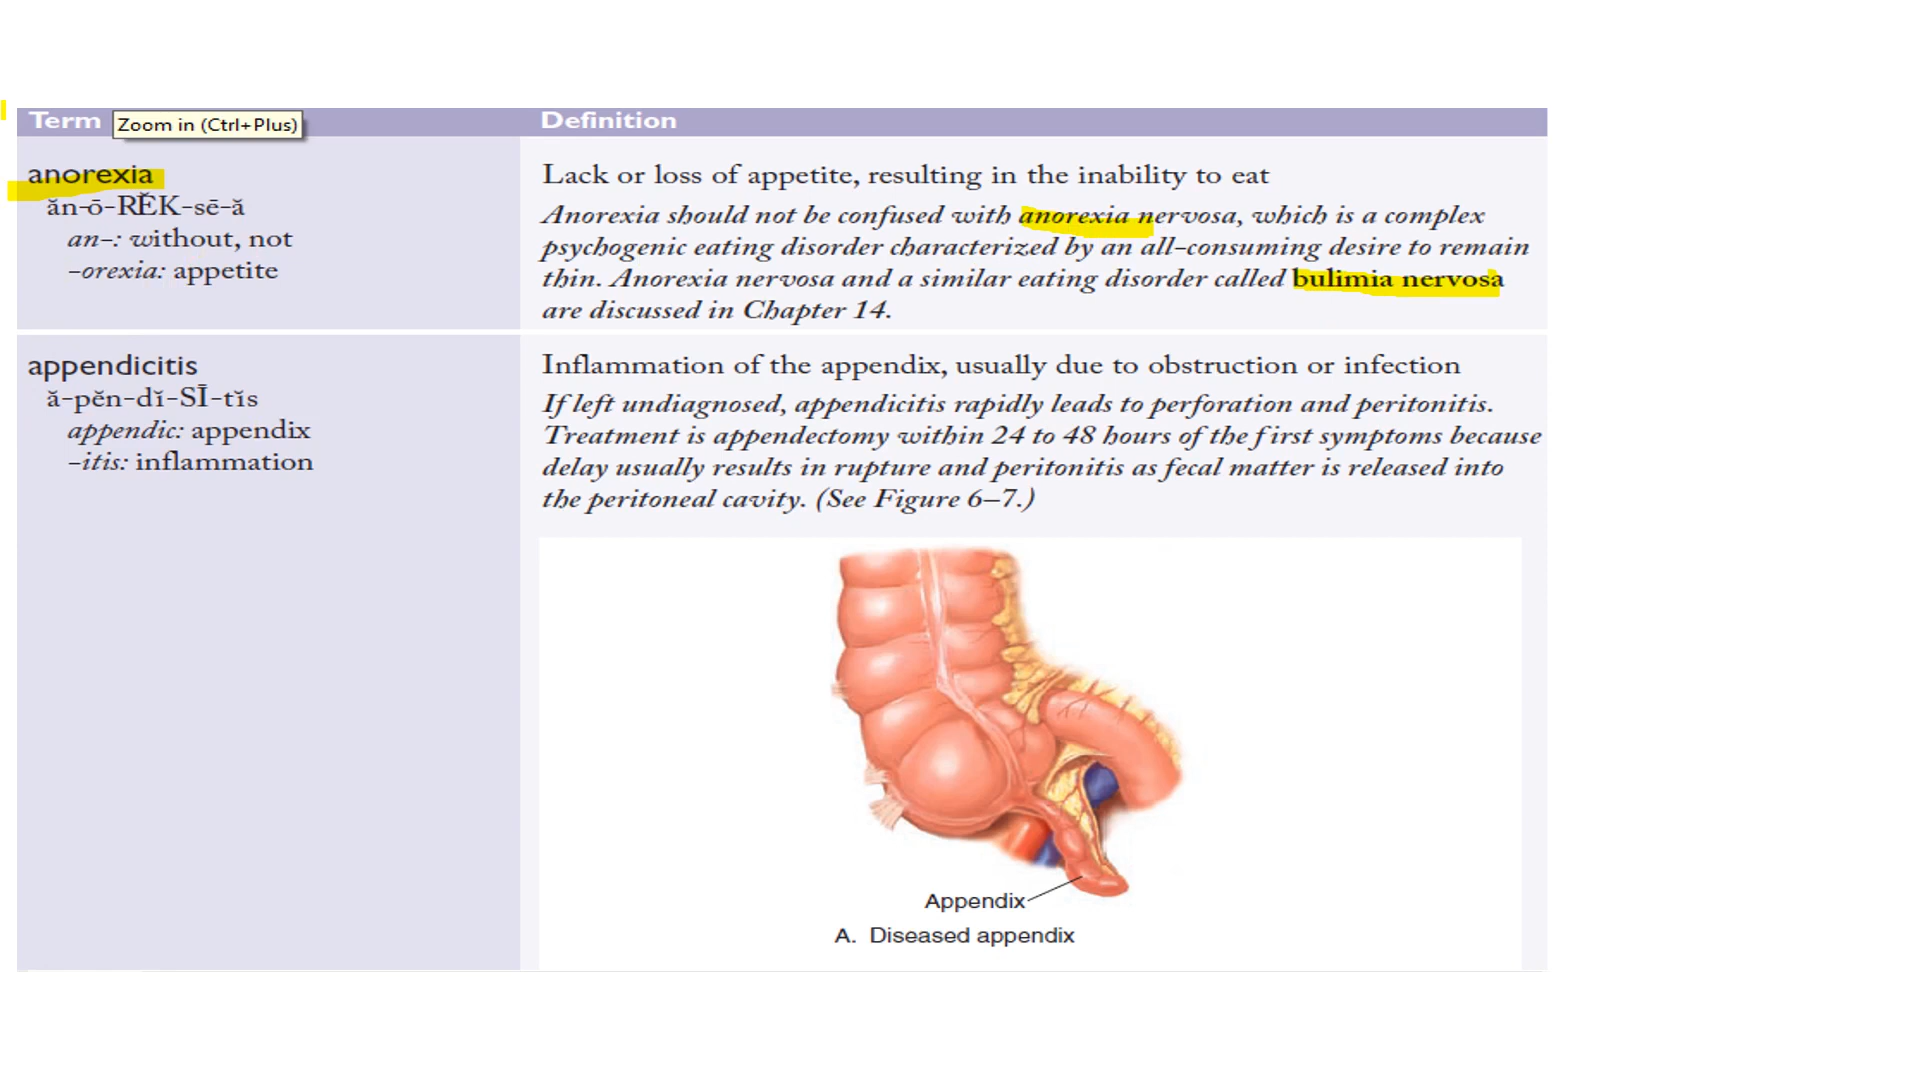 Term Zoom in (Ctrl+Plus) Definition
anorexia
ăn-ō-RĔK-sē-ă
an-: without, not
-orexia: appetite
Lack or loss of appetite, resulting in the inability to eat
Anorexia should not be confused with anorexia nervosa, which is a complex
psychogenic eating disorder characterized by an all-consuming desire to remain
thin. Anorexia nervosa and a similar eating disorder called bulimia nervosa
are discussed in Chapter 14.
appendicitis
ă-pĕn-dĭ-SĪ-tĭs
appendic: appendix
-itis: inflammation
Inflammation of the appendix, usually due to obstruction or infection
If left undiagnosed, appendicitis rapidly leads to perforation and peritonitis.
Treatment is appendectomy within 24 to 48 hours of the first symptoms because
delay usually results in rupture and peritonitis as fecal matter is released into
the peritoneal cavity. (See Figure 6–7.)
Appendix
A. Diseased appendix